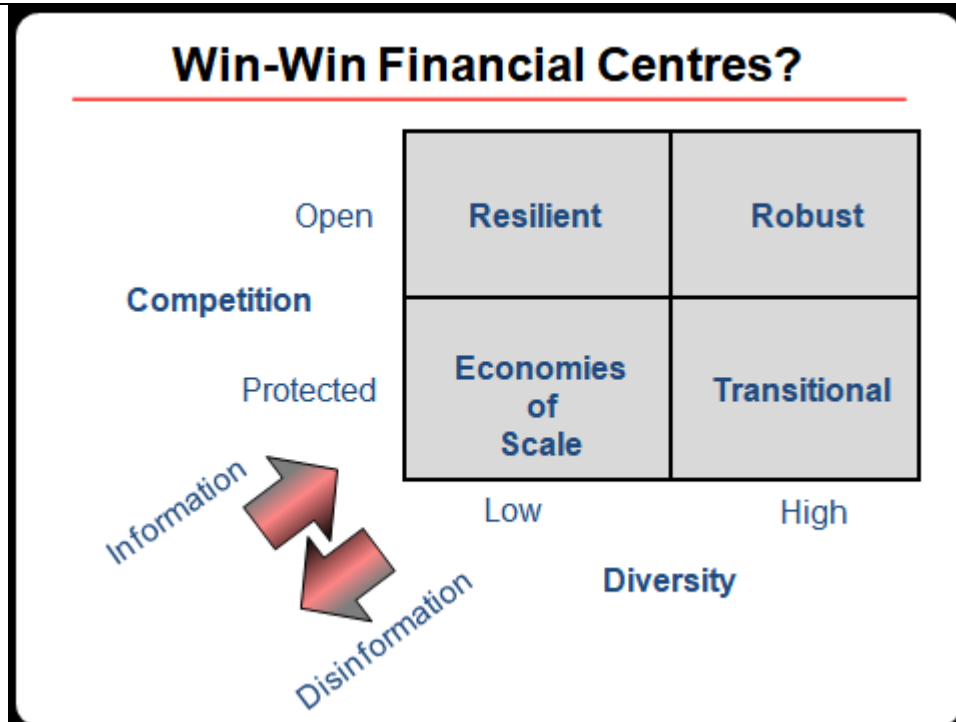 Win-Win Financial Centres?
Open
Resilient
Robust
Competition
Protected
Economies
of
Scale
Transitional
Information
Low
High
Diversity
Disinformation